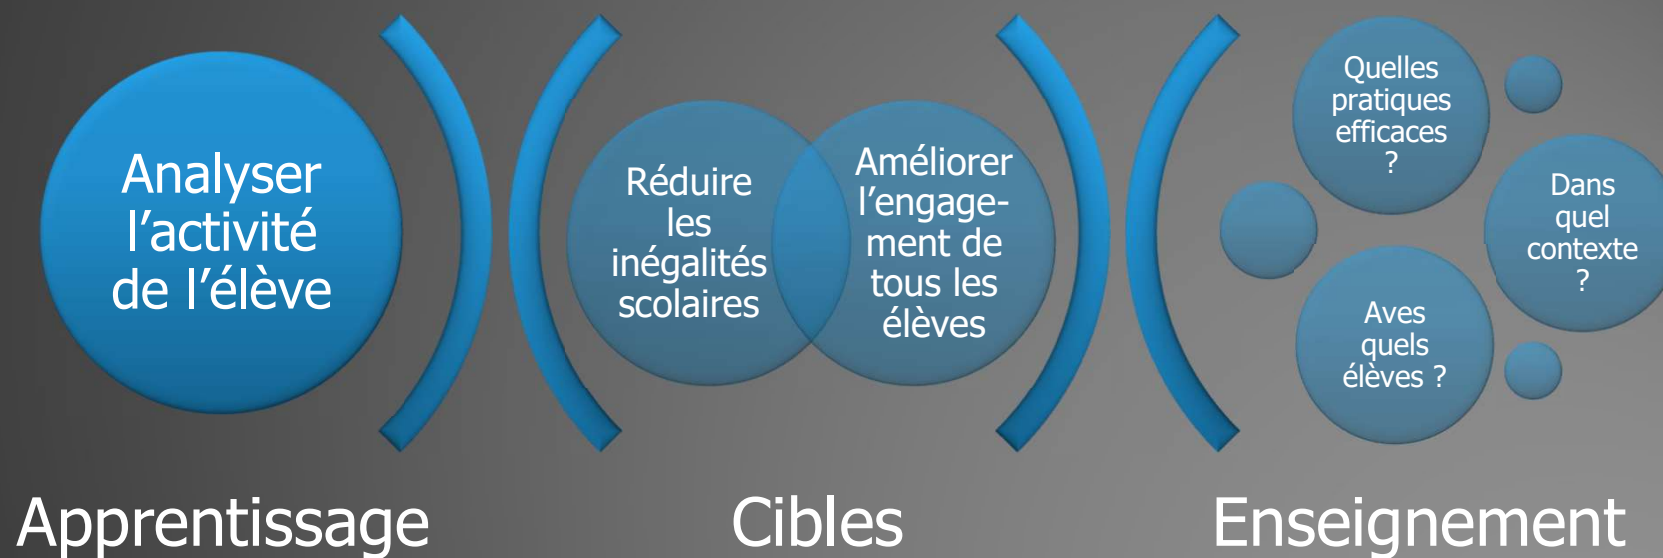 Analyser
l’activité
de l’élève
Réduire
les
inégalités
scolaires
Améliorer
l’engage-
ment de
tous les
élèves
Quelles
pratiques
efficaces
?
Dans
quel
contexte
?
Aves
quels
élèves ?
Apprentissage
Cibles
Enseignement